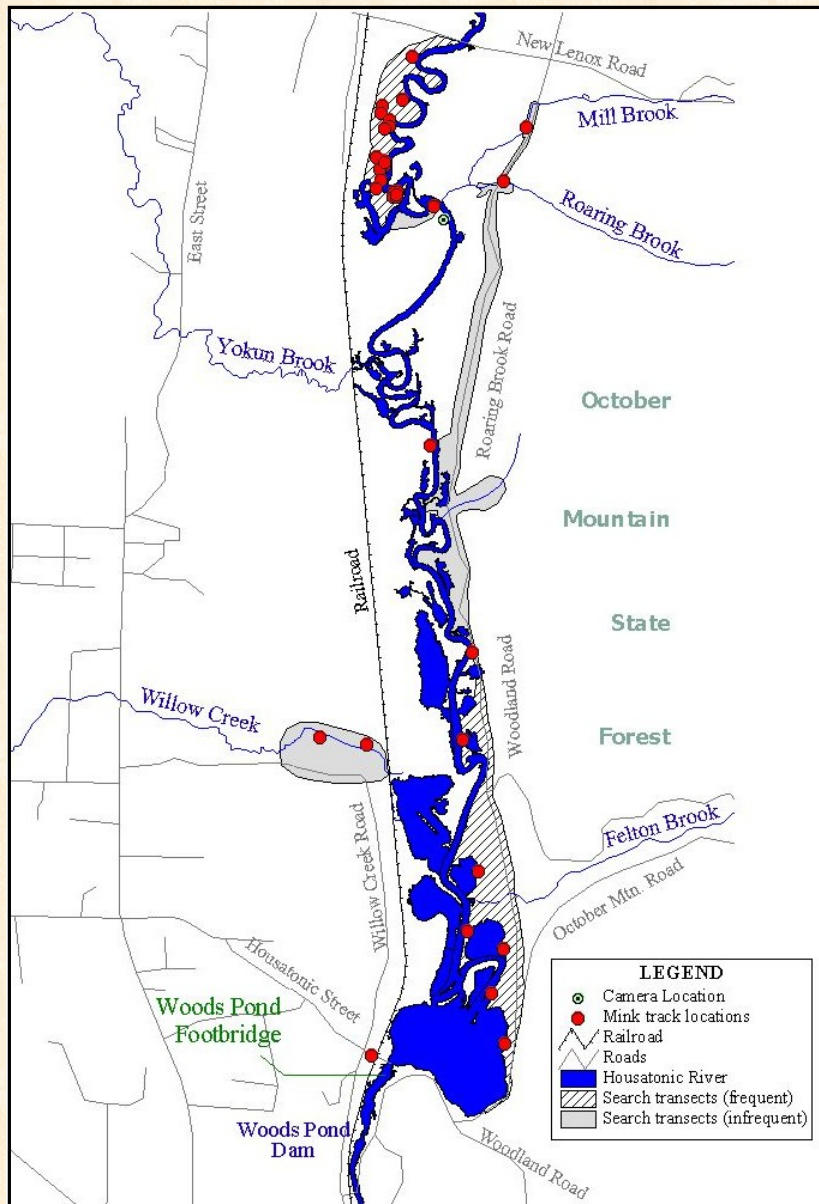 New Lenox Road
Mill Brook
Roaring Brook
East Street
Yokun Brook
Roaring Brook Road
October
Mountain
State
Forest
Railroad
Woodland Road
Willow Creek
Willow Creek Road
Felton Brook
October Mtn. Road
Housatonic Street
Woods Pond
Footbridge
Woods Pond
Dam
Woodland Road
LEGEND
Camera Location
Mink track locations
Railroad
Roads
Housatonic River
Search transects (frequent)
Search transects (infrequent)